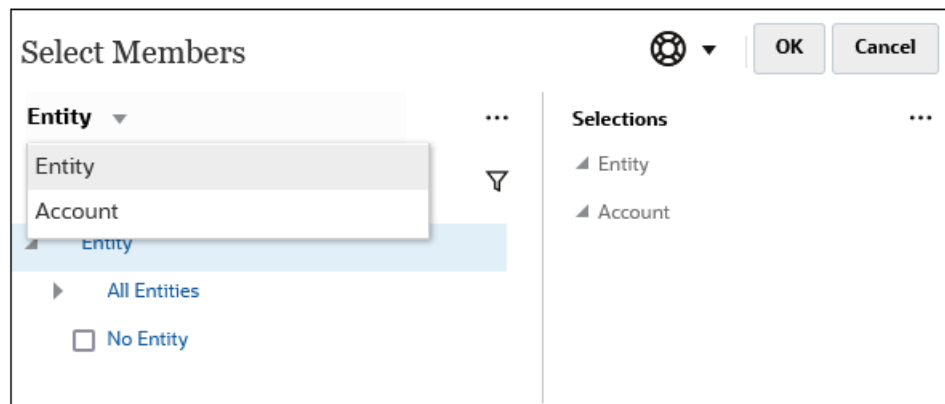 Select Members
OK
Cancel
Entity
Entity
Account
Entity
All Entities
No Entity
Selections
Entity
Account